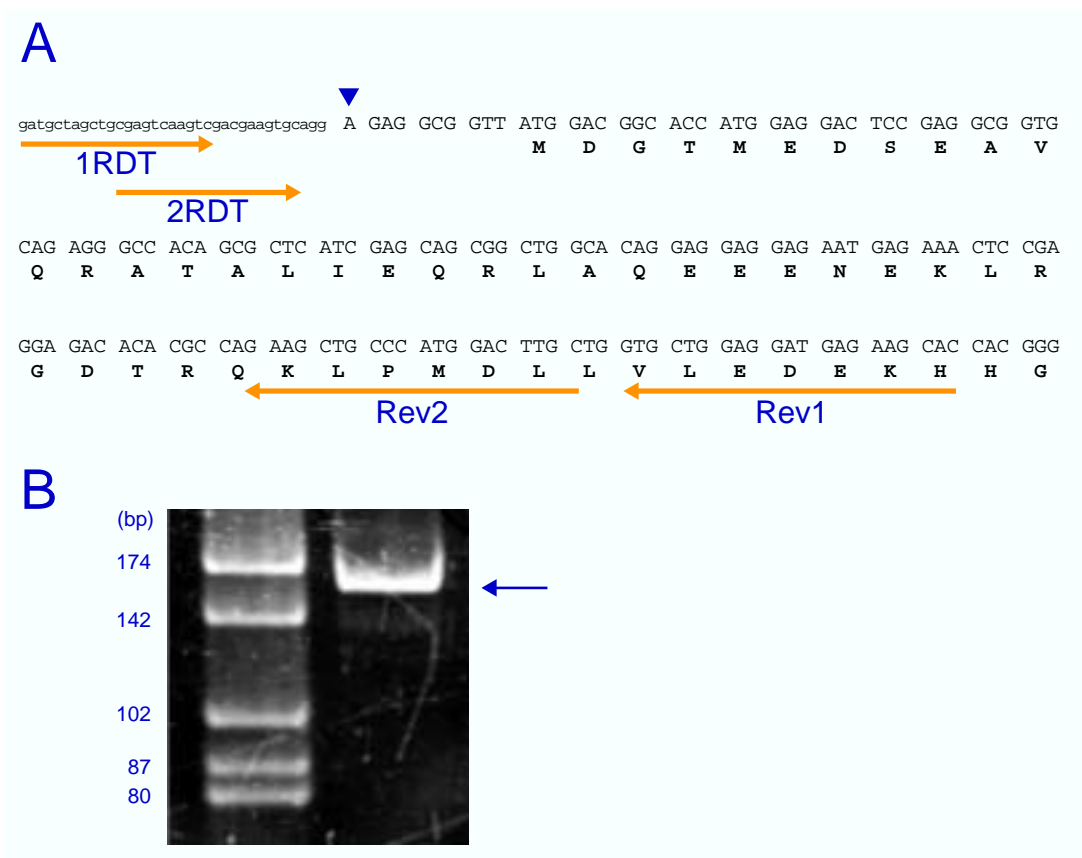 A
gatgctagctgcgagtcaagtcgacgaagtgcagg A GAG GCG GTT ATG GAC GGC ACC ATG GAG GAC TCC GAG GCG GTG
M D G T M E D S E A V
1RDT
2RDT
CAG AGG GCC ACA GCG CTC ATC GAG CAG CGG CTG GCA CAG GAG GAG GAG AAT GAG AAA CTC CGA
Q R A T A L I E Q R L A Q E E E N E K L R
GGA GAC ACA CGC CAG AAG CTG CCC ATG GAC TTG CTG GTG CTG GAG GAT GAG AAG CAC CAC GGG
G D T R Q K L P M D L L V L E D E K H H G
Rev2 Rev1
B
(bp)
174
142
102
87
80